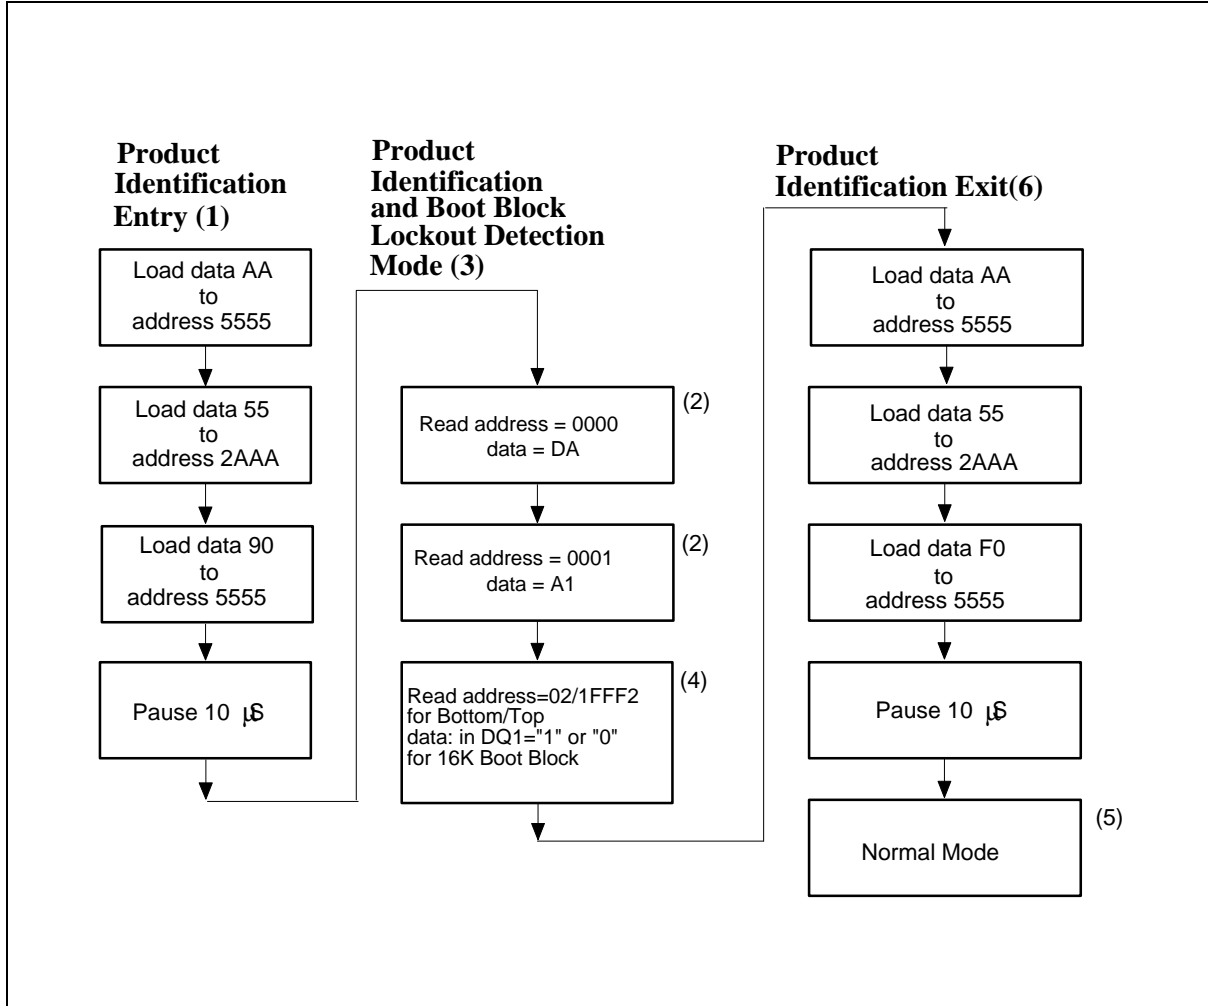 Product
Identification
Entry (1)
Load data AA
to
address 5555
Load data 55
to
address 2AAA
Load data 90
to
address 5555
Pause 10 µS
Product
Identification
and Boot Block
Lockout Detection
Mode (3)
Read address = 0000
data = DA
(2)
Read address = 0001
data = A1
(2)
Read address=02/1FFF2
for Bottom/Top
data: in DQ1="1" or "0"
for 16K Boot Block
(4)
Product
Identification Exit(6)
Load data AA
to
address 5555
Load data 55
to
address 2AAA
Load data F0
to
address 5555
Pause 10 µS
Normal Mode
(5)